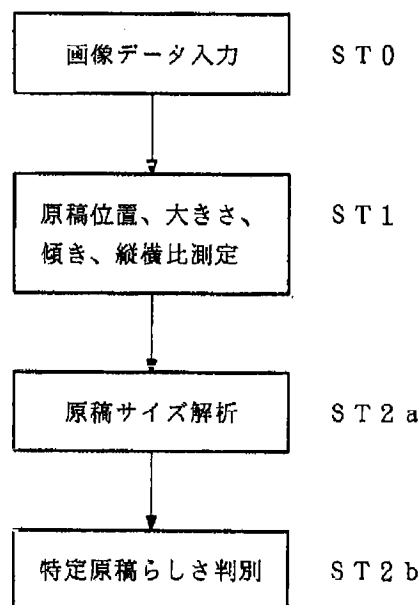 画像データ入力 ST0
原稿位置、大きさ、 ST1
傾き、縦横比測定
原稿サイズ解析 ST2a
特定原稿らしさ判別 ST2b